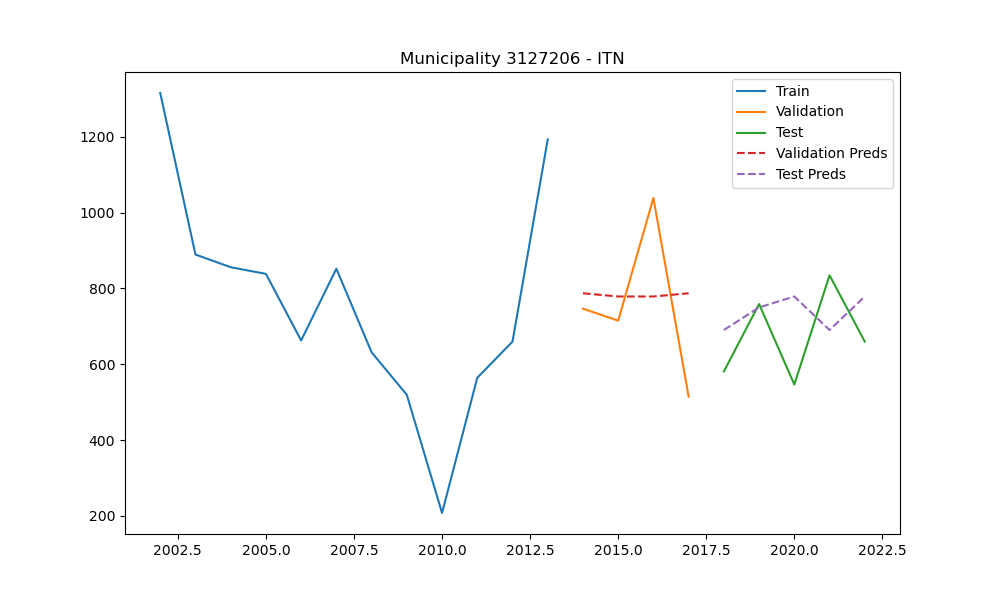 Municipality 3127206 - ITN
Train
Validation
Test
Validation Preds
Test Preds
1200
1000
800
600
400
200
2002.5 2005.0 2007.5 2010.0 2012.5 2015.0 2017.5 2020.0 2022.5